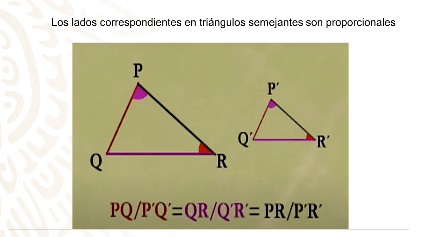 Los lados correspondientes en triángulos semejantes son proporcionales
P
P´
Q´
R´
Q
R
PQ/P´Q´=QR/Q´R´= PR/P´R´